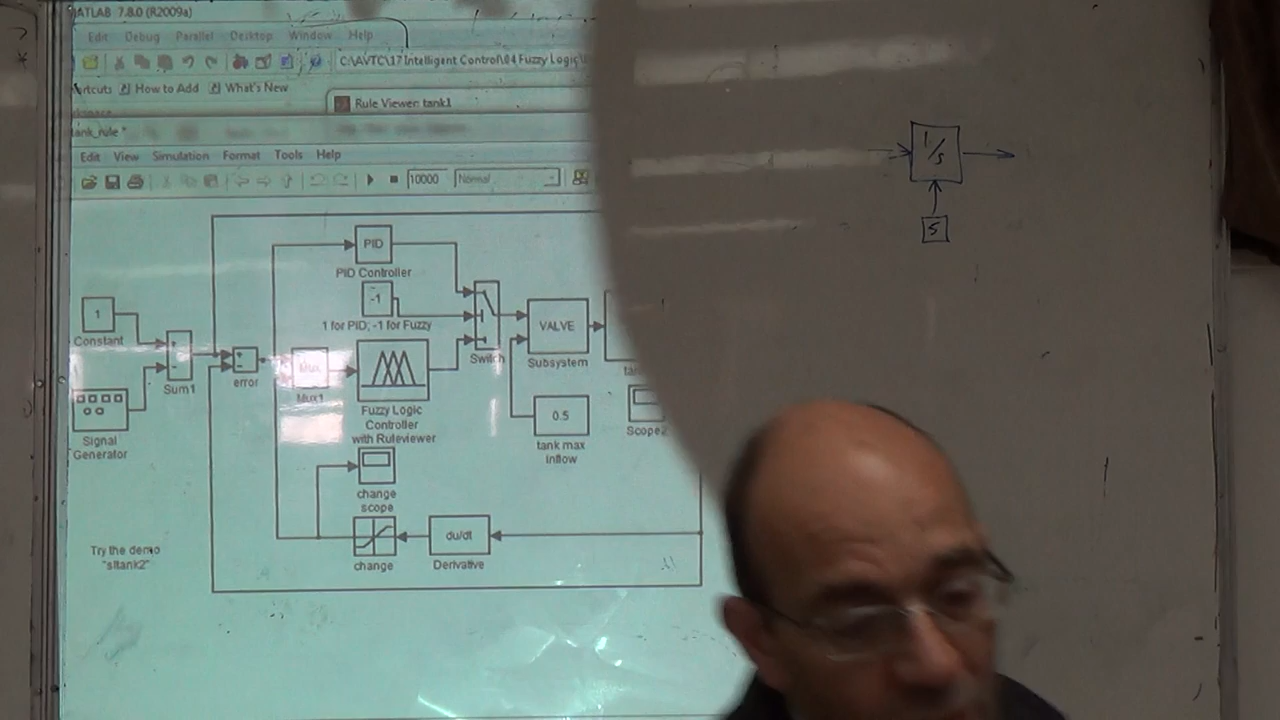 ATLAB 7.8.0 (R2009a)
Edit Debug Parallel Desktop Window Help
C:\AVTC\17 Intelligent Control\04 Fuzzy Logic\
How to Add What's New
Rule Viewer: tank1
tank_rule *
Edit View Simulation Format Tools Help
10000 Normal
1/s
5
PID
PID Controller
-1
1 for PID; -1 for Fuzzy
1
Constant
Sum1
error
Mux
Mux1
Switch
VALVE
Subsystem
Signal
Generator
Fuzzy Logic
Controller
with Ruleviewer
0.5
tank max
inflow
Scope2
change
scope
change
du/dt
Derivative
Try the demo
"sltank2"